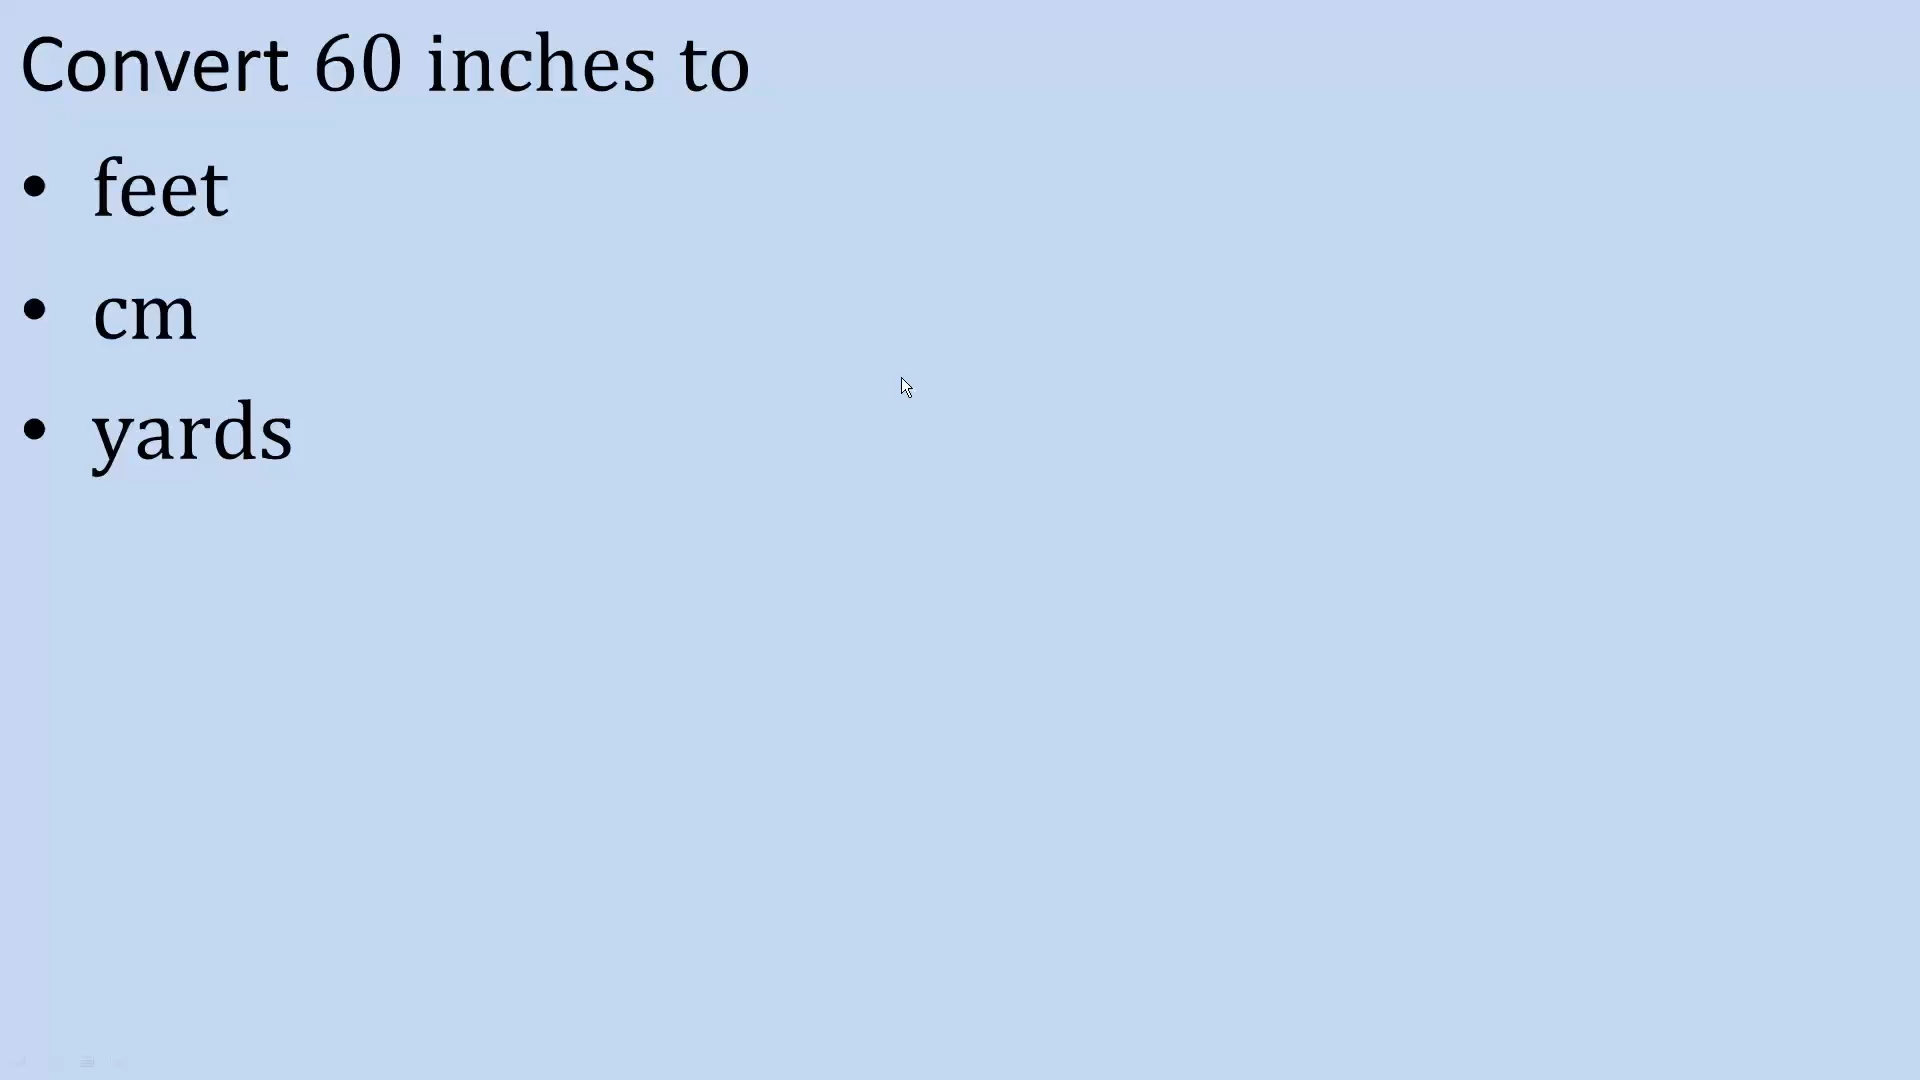 Convert 60 inches to
• feet
• cm
• yards